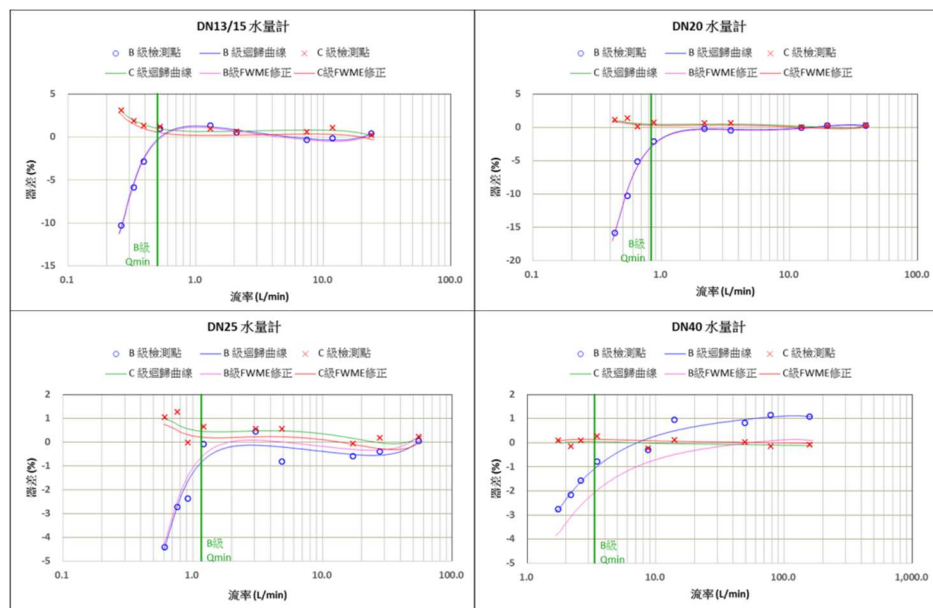 DN13/15 水量計
B 級檢測點 B 級迴歸曲線 C 級檢測點
C 級迴歸曲線 B級FWME修正 C級FWME修正
器差(%)
5
0
-5
-10
-15
B級
Qmin
0.1 1.0 10.0 100.0
流率(L/min)
DN20 水量計
B 級檢測點 B 級迴歸曲線 C 級檢測點
C 級迴歸曲線 B級FWME修正 C級FWME修正
器差(%)
5
0
-5
-10
-15
-20
B級
Qmin
0.1 1.0 10.0 100.0
流率(L/min)
DN25 水量計
B 級檢測點 B 級迴歸曲線 C 級檢測點
C 級迴歸曲線 B級FWME修正 C級FWME修正
器差(%)
2
1
0
-1
-2
-3
-4
-5
B級
Qmin
0.1 1.0 10.0 100.0
流率(L/min)
DN40 水量計
B 級檢測點 B 級迴歸曲線 C 級檢測點
C 級迴歸曲線 B級FWME修正 C級FWME修正
器差(%)
2
1
0
-1
-2
-3
-4
-5
B級
Qmin
1.0 10.0 100.0 1,000.0
流率(L/min)